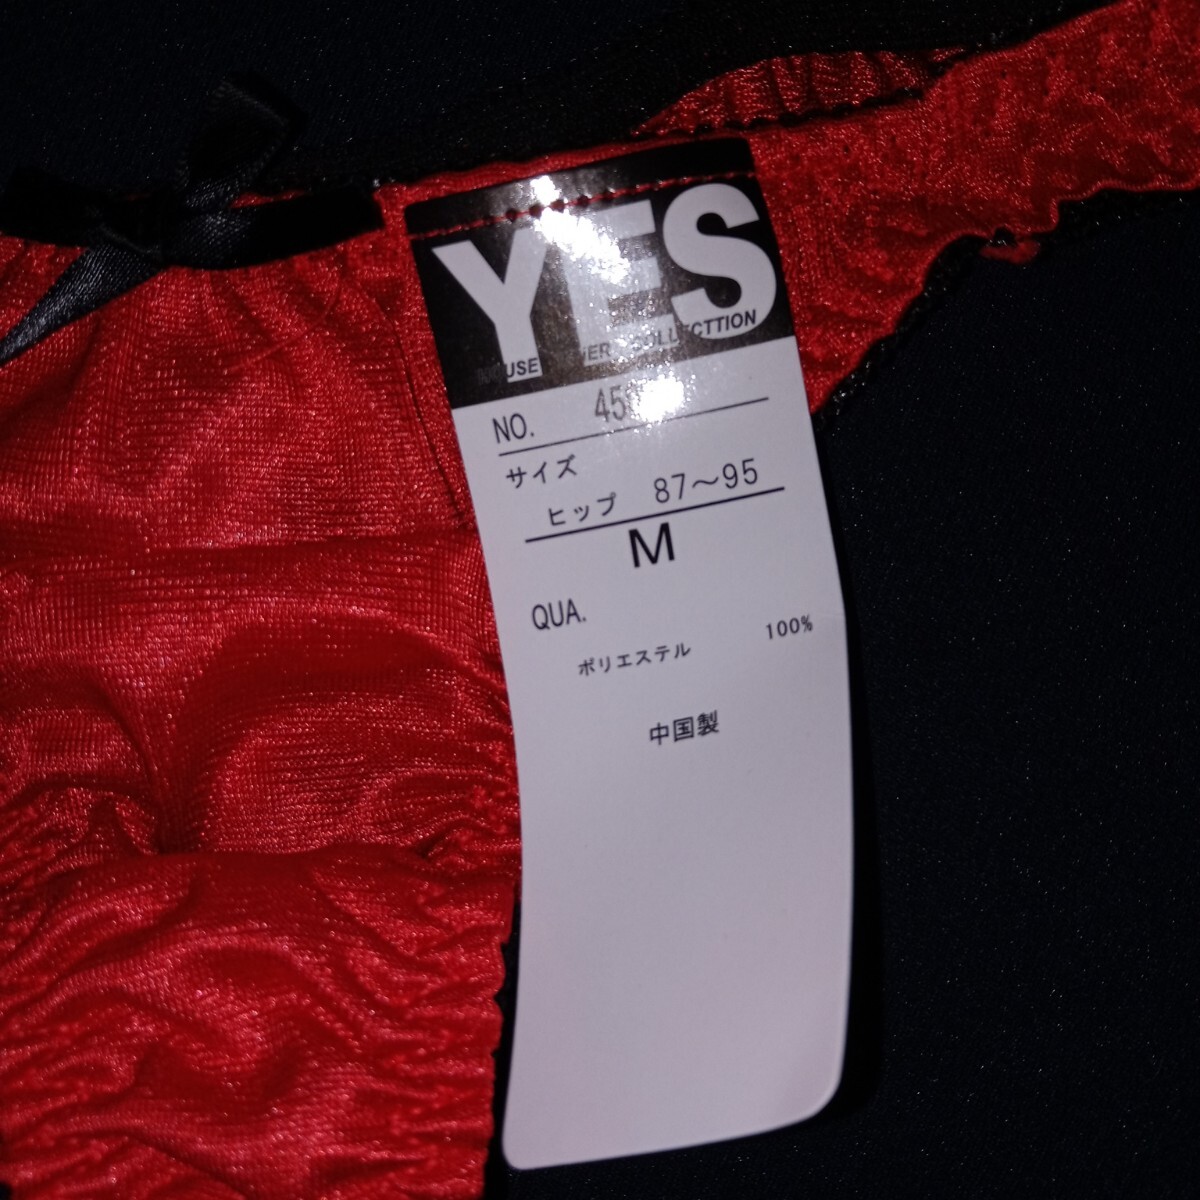 YES
COLLECTTION
NO.
サイズ
ヒップ 87〜95
M
QUA.
ポリエステル 100%
中国製